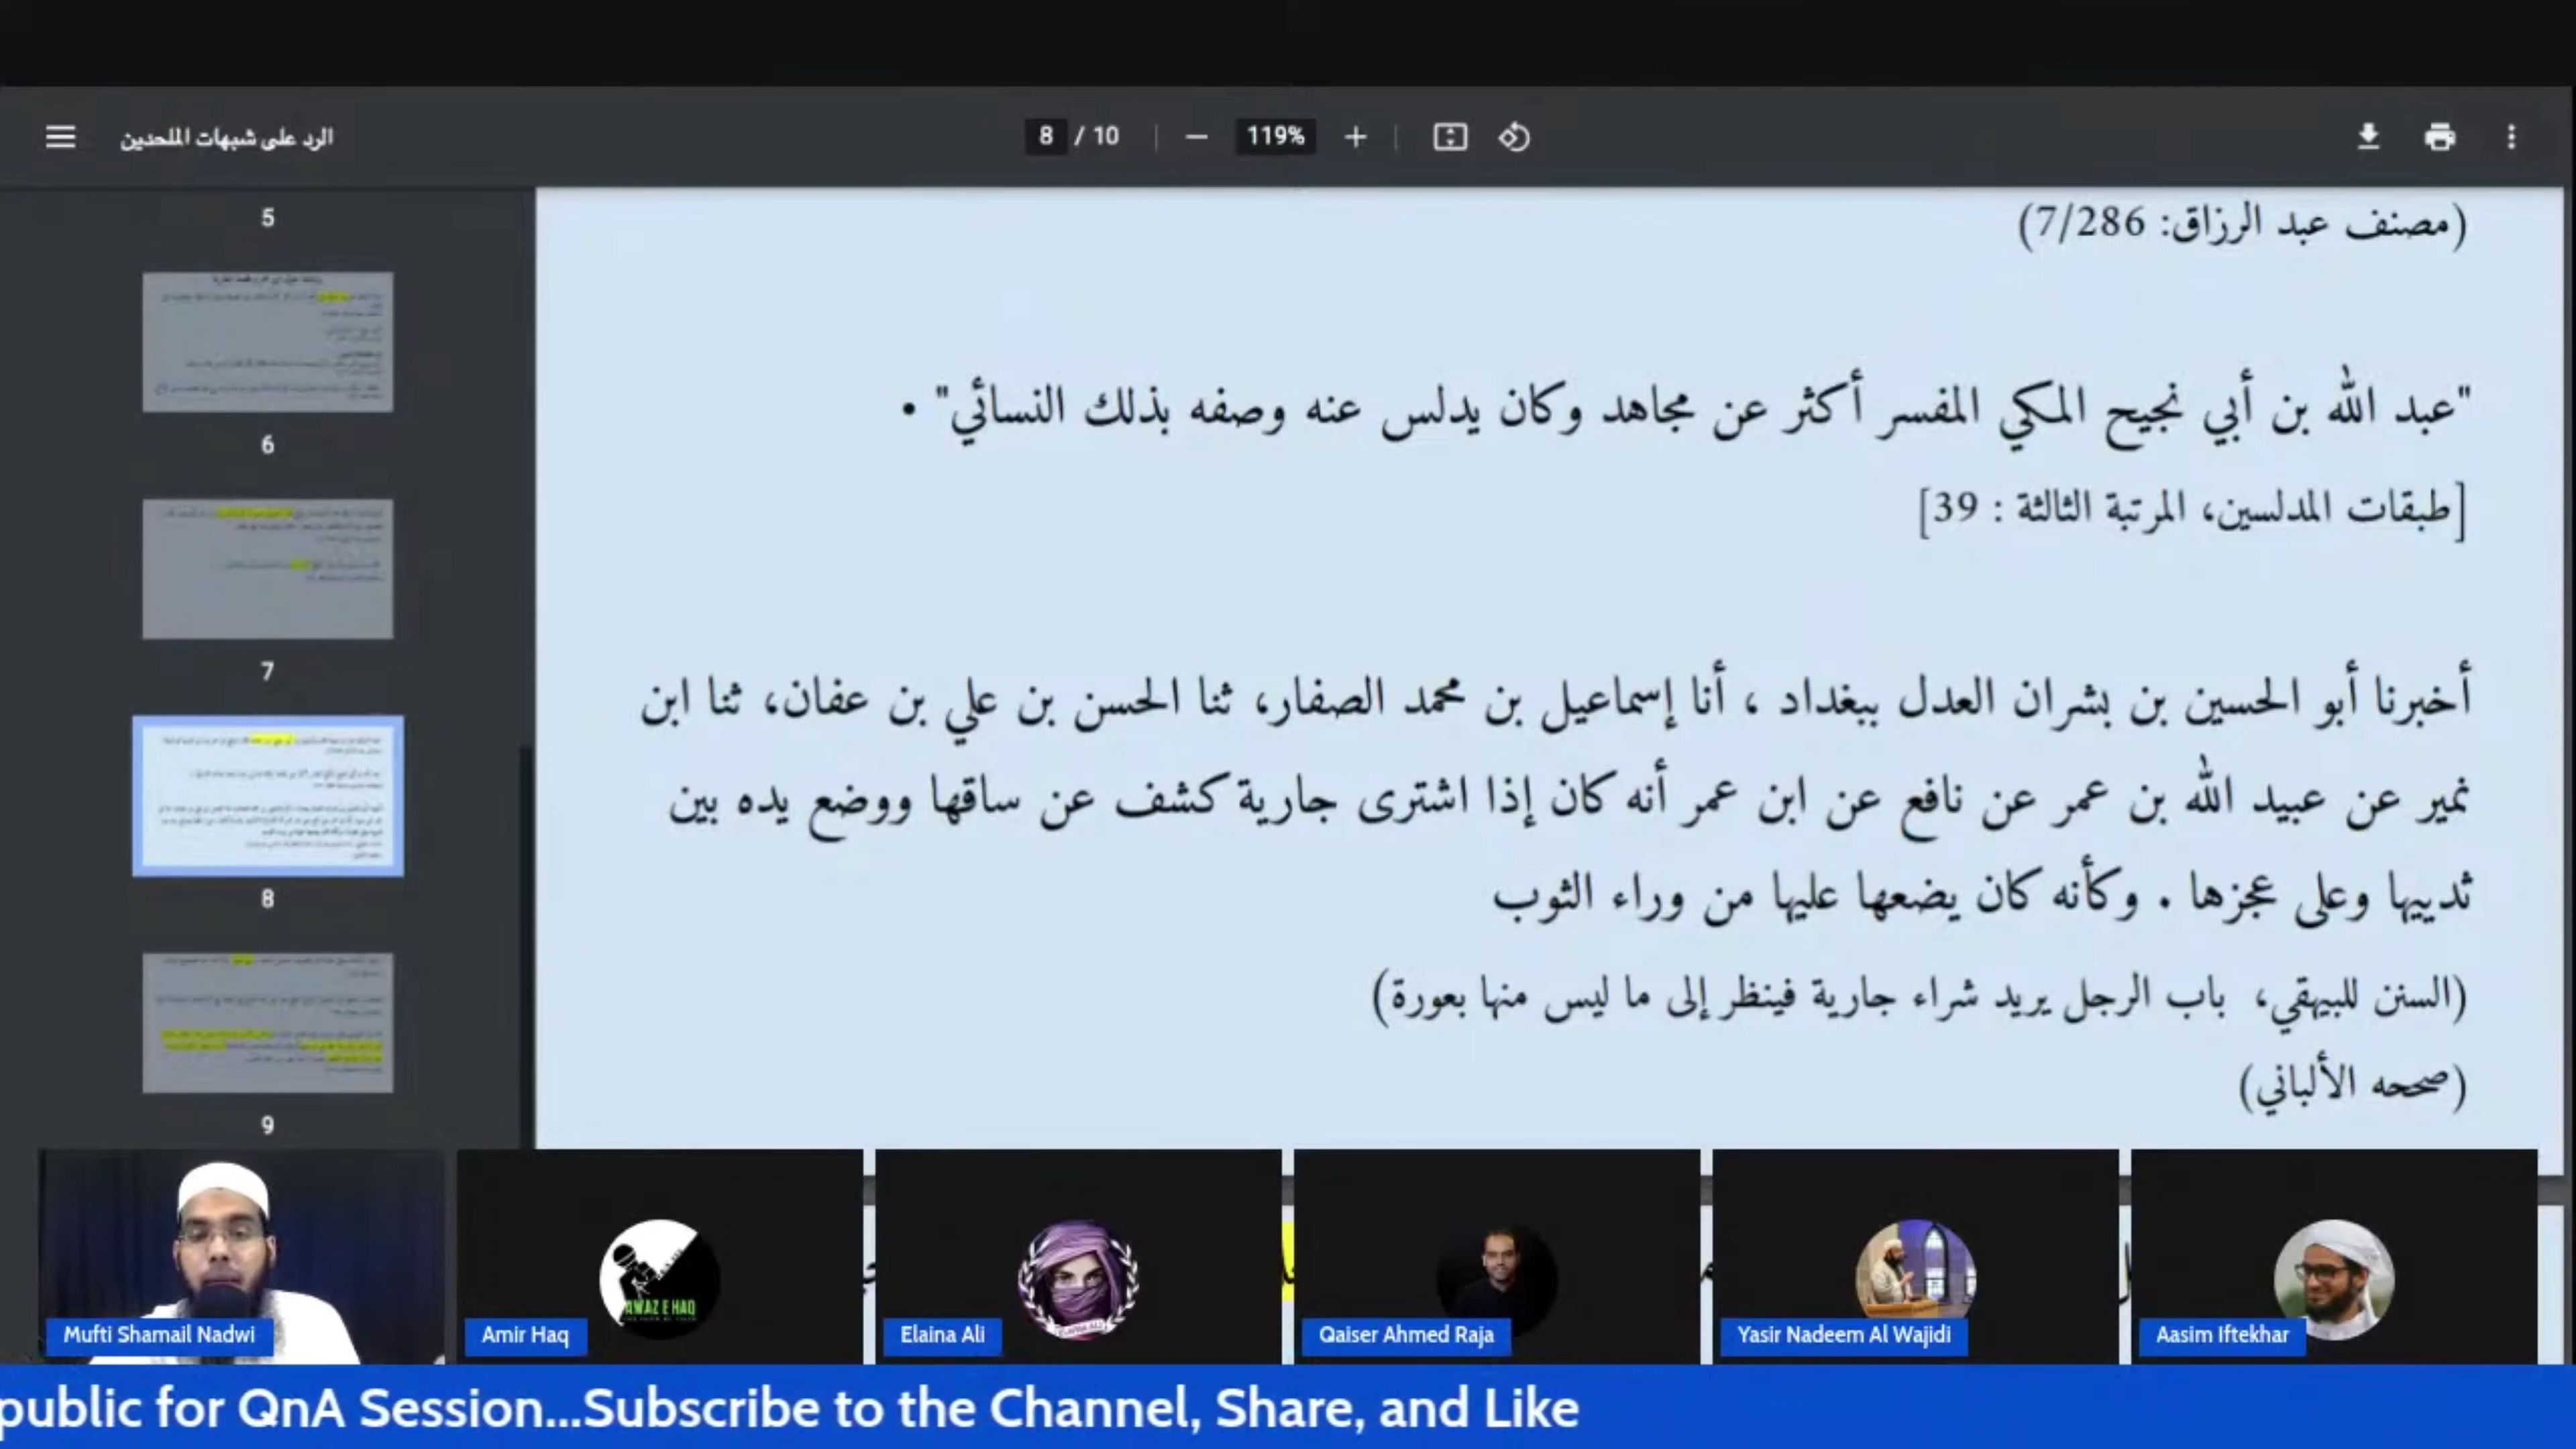 الرد على شبهات الملحدين
8 / 10
119%
5
6
7
8
9
(مصنف عبد الرزاق: 7/286)
"عبد الله بن أبي نجيح المكي المفسر أكثر عن مجاهد وكان يدلس عنه وصفه بذلك النسائي" •
[طبقات المدلسين، المرتبة الثالثة : 39]
أخبرنا أبو الحسين بن بشران العدل ببغداد ، أنا إسماعيل بن محمد الصفار، ثنا الحسن بن علي بن عفان، ثنا ابن
نمير عن عبيد الله بن عمر عن نافع عن ابن عمر أنه كان إذا اشترى جارية كشف عن ساقها ووضع يده بين
ثدييها وعلى عجزها . وكأنه كان يضعها عليها من وراء الثوب
(السنن للبيهقي، باب الرجل يريد شراء جارية فينظر إلى ما ليس منها بعورة)
(صححه الألباني)
AWAZ E HAQ
Mufti Shamail Nadwi
Amir Haq
Elaina Ali
Qaiser Ahmed Raja
Yasir Nadeem Al Wajidi
Aasim Iftekhar
public for QnA Session...Subscribe to the Channel, Share, and Like